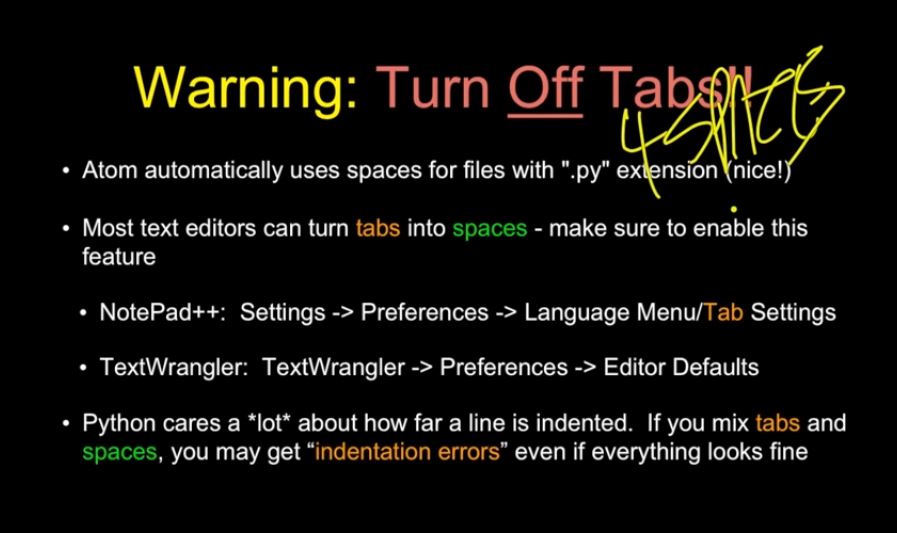 Warning: Turn Off Tabs!!
4 spaces
• Atom automatically uses spaces for files with ".py" extension (nice!)
• Most text editors can turn tabs into spaces - make sure to enable this
feature
• NotePad++: Settings -> Preferences -> Language Menu/Tab Settings
• TextWrangler: TextWrangler -> Preferences -> Editor Defaults
• Python cares a *lot* about how far a line is indented. If you mix tabs and
spaces, you may get “indentation errors” even if everything looks fine